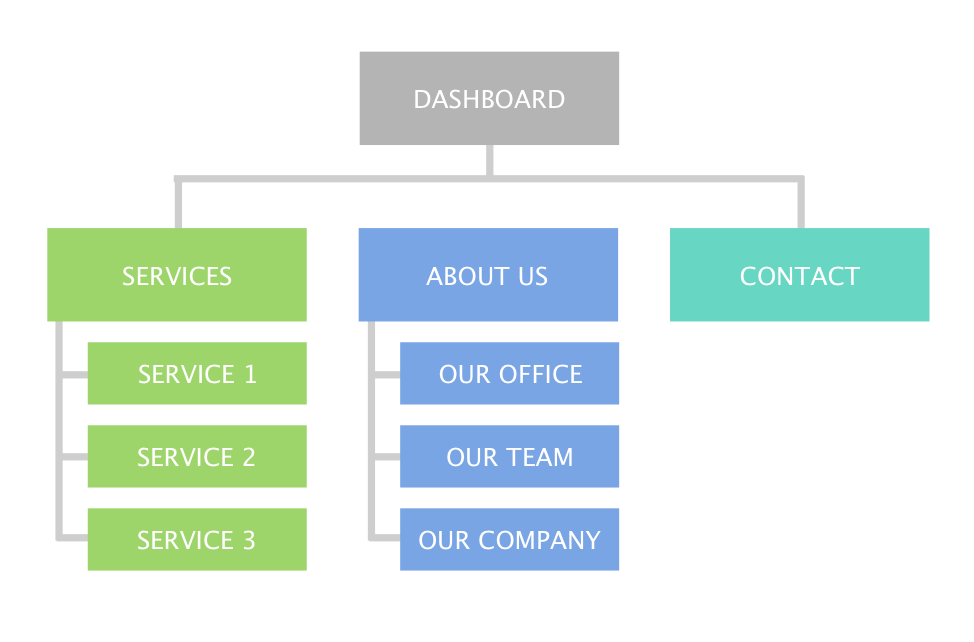 DASHBOARD
SERVICES
ABOUT US
CONTACT
SERVICE 1
OUR OFFICE
SERVICE 2
OUR TEAM
SERVICE 3
OUR COMPANY